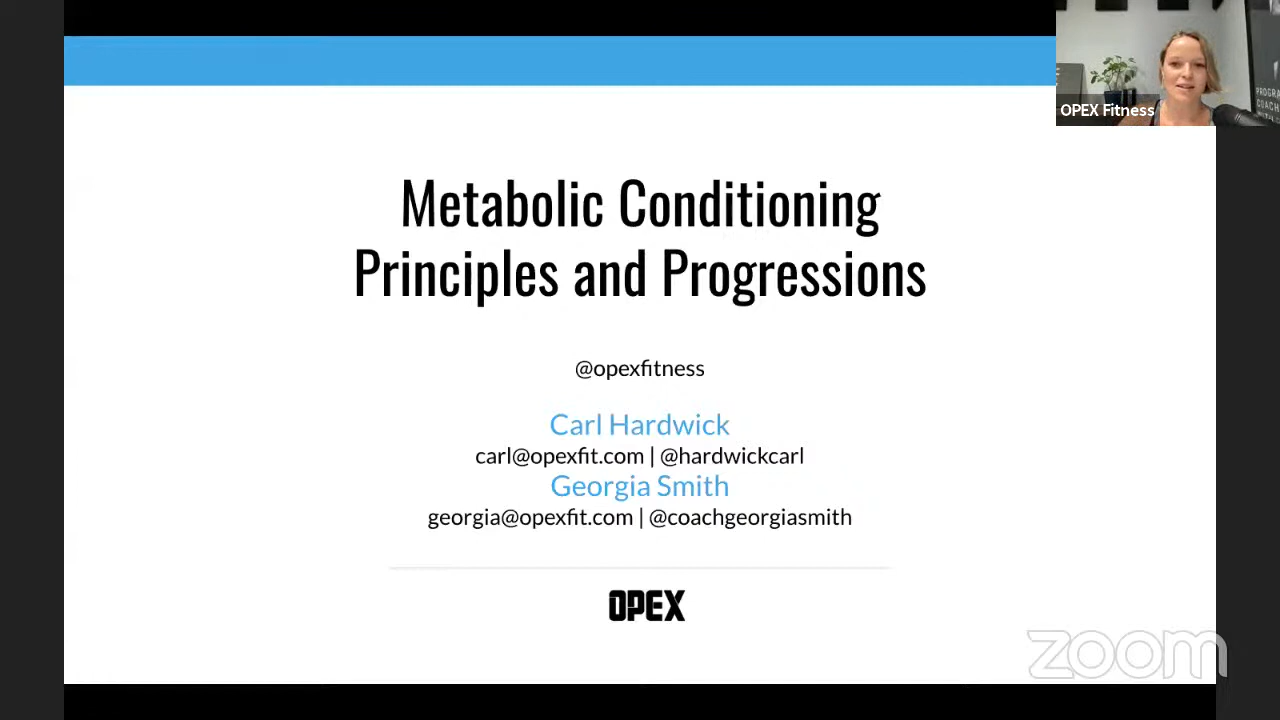 OPEX Fitness
Metabolic Conditioning
Principles and Progressions
@opexfitness
Carl Hardwick
carl@opexfit.com | @hardwickcarl
Georgia Smith
georgia@opexfit.com | @coachgeorgiasmith
OPEX
zoom